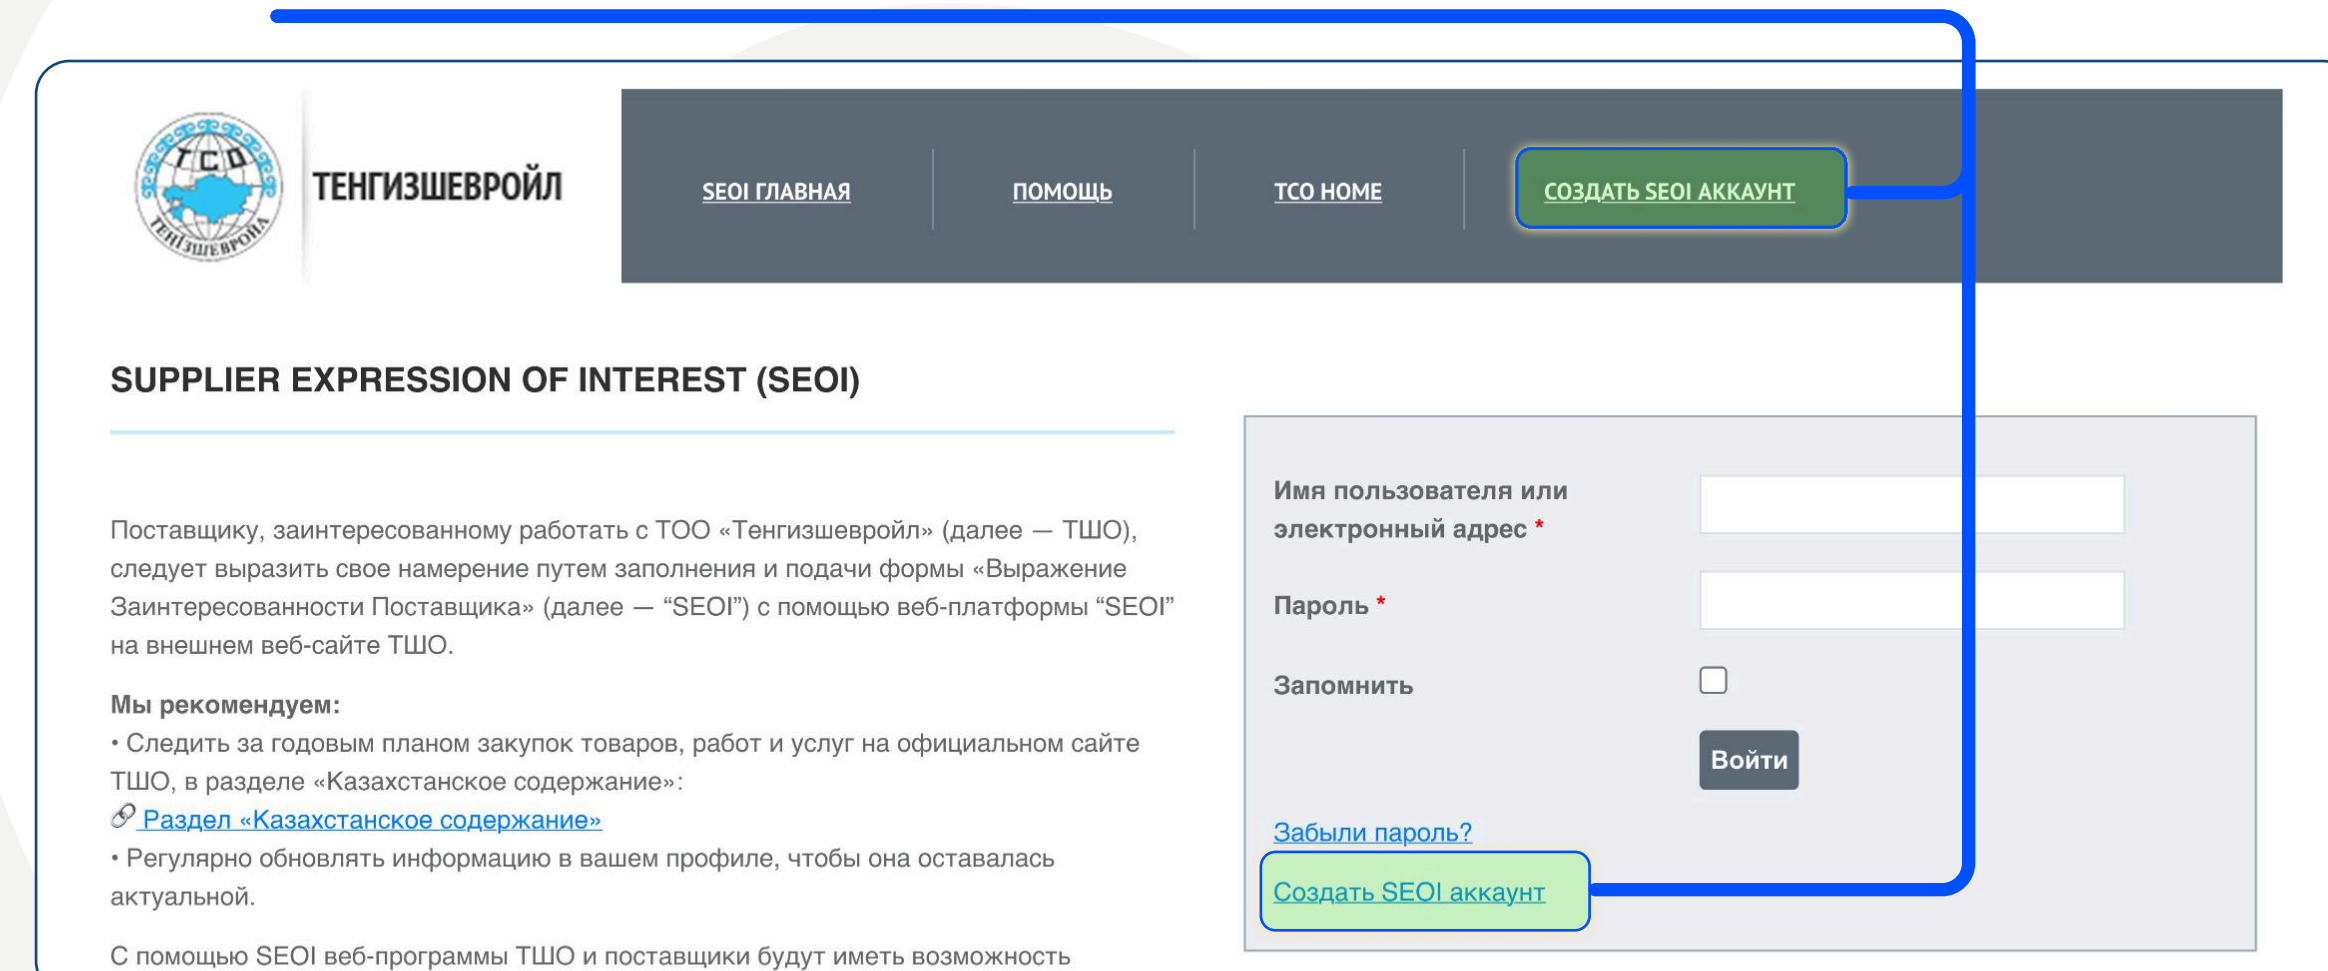 ТСО
ТЕНГІЗШЕВРОЙЛ
ТЕНГИЗШЕВРОЙЛ
SEOI ГЛАВНАЯ
ПОМОЩЬ
TCO HOME
СОЗДАТЬ SEOI АККАУНТ
SUPPLIER EXPRESSION OF INTEREST (SEOI)
Поставщику, заинтересованному работать с ТОО «Тенгизшевройл» (далее — ТШО),
следует выразить свое намерение путем заполнения и подачи формы «Выражение
Заинтересованности Поставщика» (далее — “SEOI”) с помощью веб-платформы “SEOI”
на внешнем веб-сайте ТШО.
Мы рекомендуем:
• Следить за годовым планом закупок товаров, работ и услуг на официальном сайте
ТШО, в разделе «Казахстанское содержание»:
Раздел «Казахстанское содержание»
• Регулярно обновлять информацию в вашем профиле, чтобы она оставалась
актуальной.
С помощью SEOI веб-программы ТШО и поставщики будут иметь возможность
Имя пользователя или
электронный адрес *
Пароль *
Запомнить
Войти
Забыли пароль?
Создать SEOI аккаунт